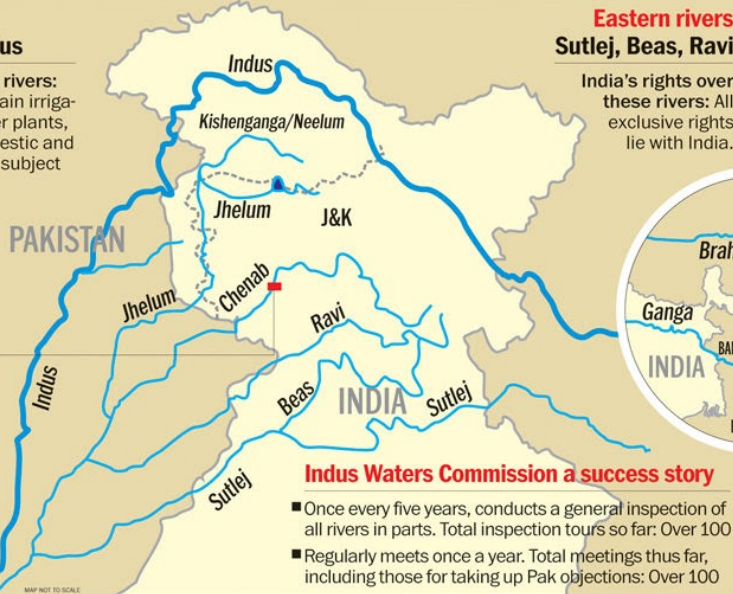 us
rivers:
ain irriga-
er plants,
estic and
subject
Eastern rivers
Sutlej, Beas, Ravi
India's rights over
these rivers: All
exclusive rights
lie with India.
Indus
Kishenganga/Neelum
Jhelum
J&K
PAKISTAN
Chenab
Jhelum
Ravi
Indus
Beas
INDIA
Sutlej
Sutlej
Brah
Ganga
INDIA
BA
Indus Waters Commission a success story
■ Once every five years, conducts a general inspection of
all rivers in parts. Total inspection tours so far: Over 100
■ Regularly meets once a year. Total meetings thus far,
including those for taking up Pak objections: Over 100
MAP NOT TO SCALE